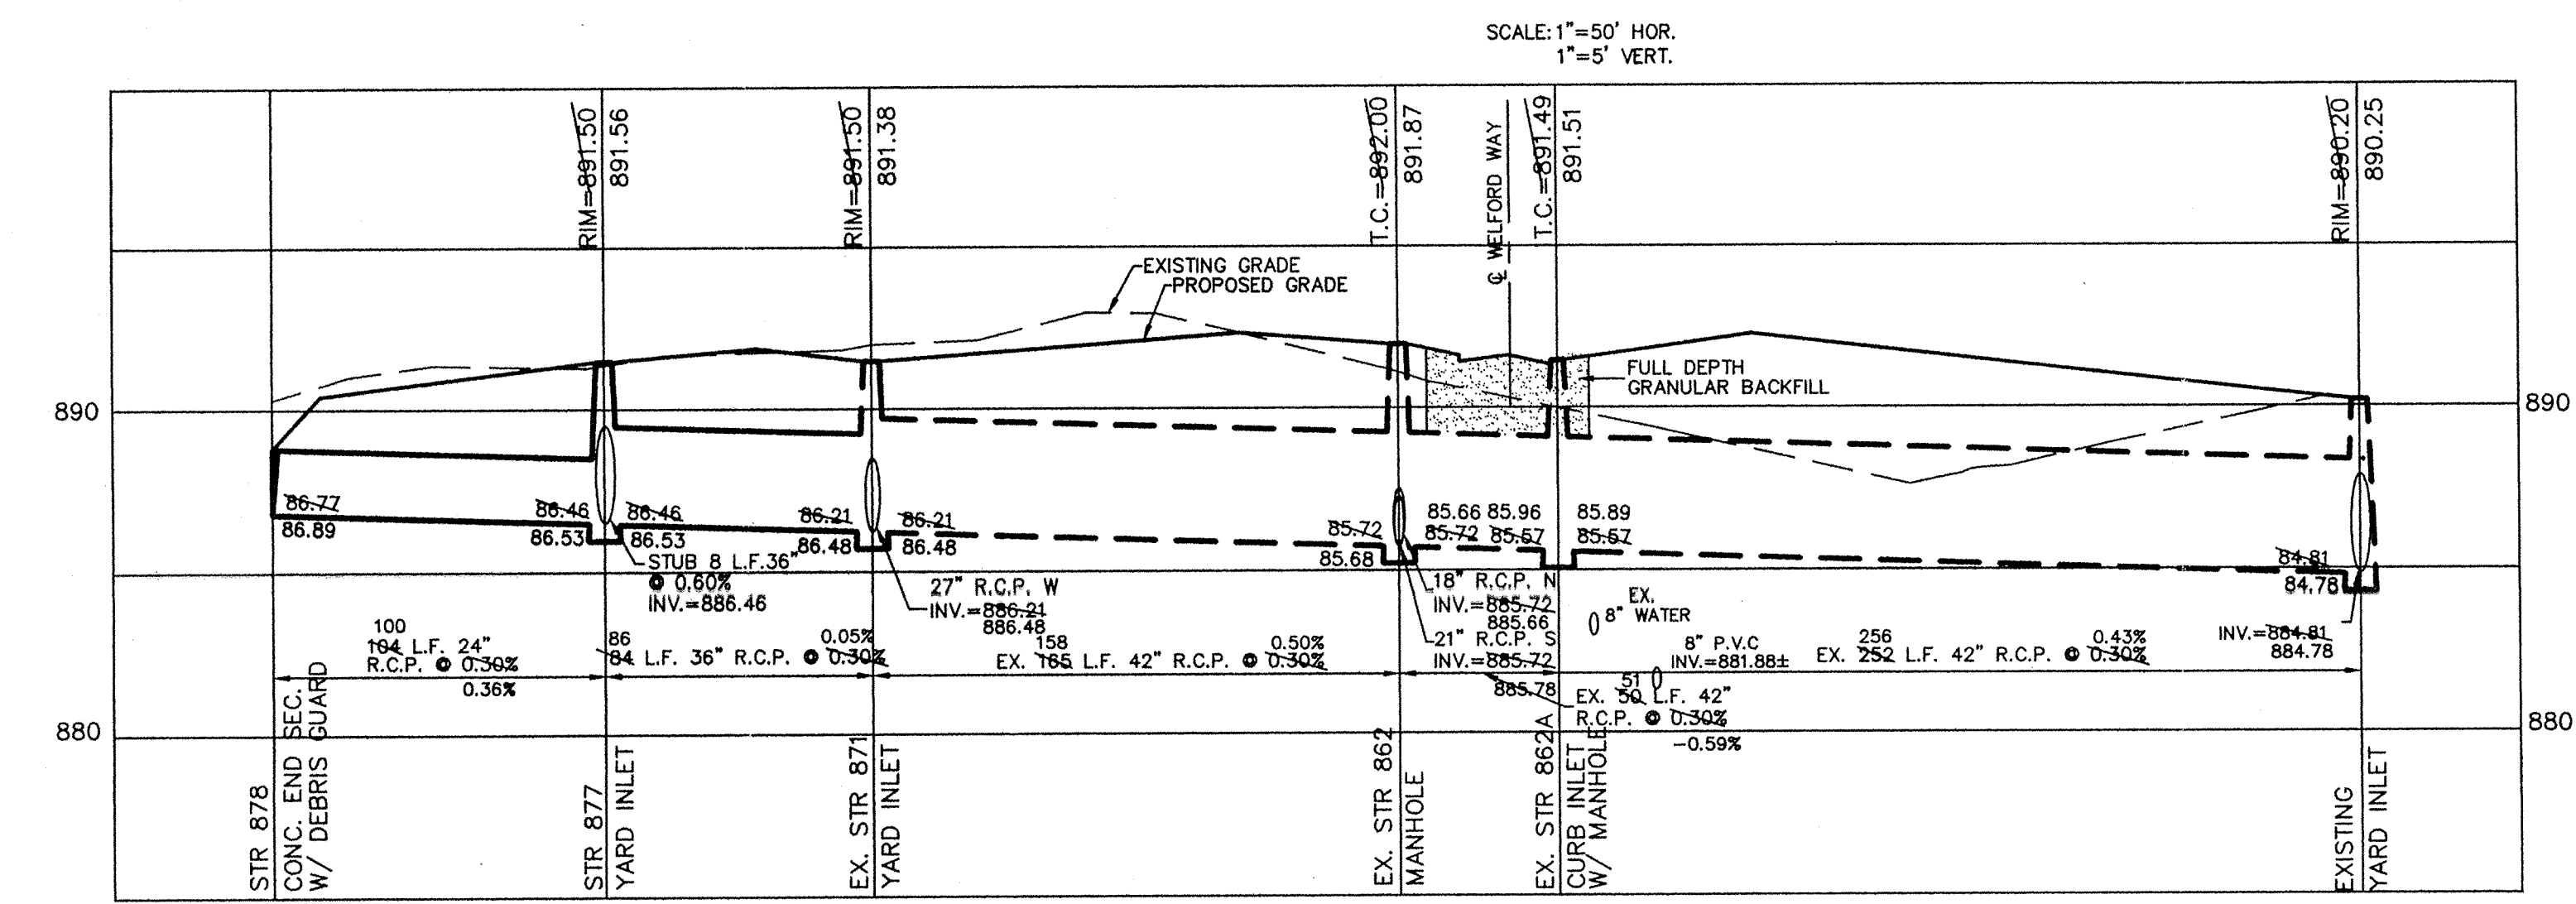 SCALE: 1"=50' HOR.
1"=5' VERT.
RIM=891.50
891.56
RIM=891.50
891.38
T.C.=892.00
891.87
℄ WELFORD WAY
T.C.=891.49
891.51
RIM=890.20
890.25
EXISTING GRADE
PROPOSED GRADE
FULL DEPTH
GRANULAR BACKFILL
890
890
86.77
86.89
86.46
86.53
86.46
86.53
86.21
86.48
86.21
86.48
85.72
85.68
85.66
85.72
85.96
85.57
85.89
85.57
84.81
84.78
STUB 8 L.F.36"
@ 0.60%
INV.=886.46
27" R.C.P. W
INV.=886.21
886.48
18" R.C.P. N
INV.=885.72
885.66
21" R.C.P. S
INV.=885.72
885.78
EX.
8" WATER
8" P.V.C
INV.=881.88±
INV.=884.81
884.78
100
104 L.F. 24"
R.C.P. @ 0.30%
0.36%
86
84 L.F. 36" R.C.P. @ 0.30%
0.05%
158
EX. 165 L.F. 42" R.C.P. @ 0.30%
0.50%
51
EX. 50 L.F. 42"
R.C.P. @ 0.30%
-0.59%
256
EX. 252 L.F. 42" R.C.P. @ 0.30%
0.43%
880
880
STR 878
CONC. END SEC.
W/ DEBRIS GUARD
STR 877
YARD INLET
EX. STR 871
YARD INLET
EX. STR 862
MANHOLE
EX. STR 862A
CURB INLET
W/ MANHOLE
EXISTING
YARD INLET